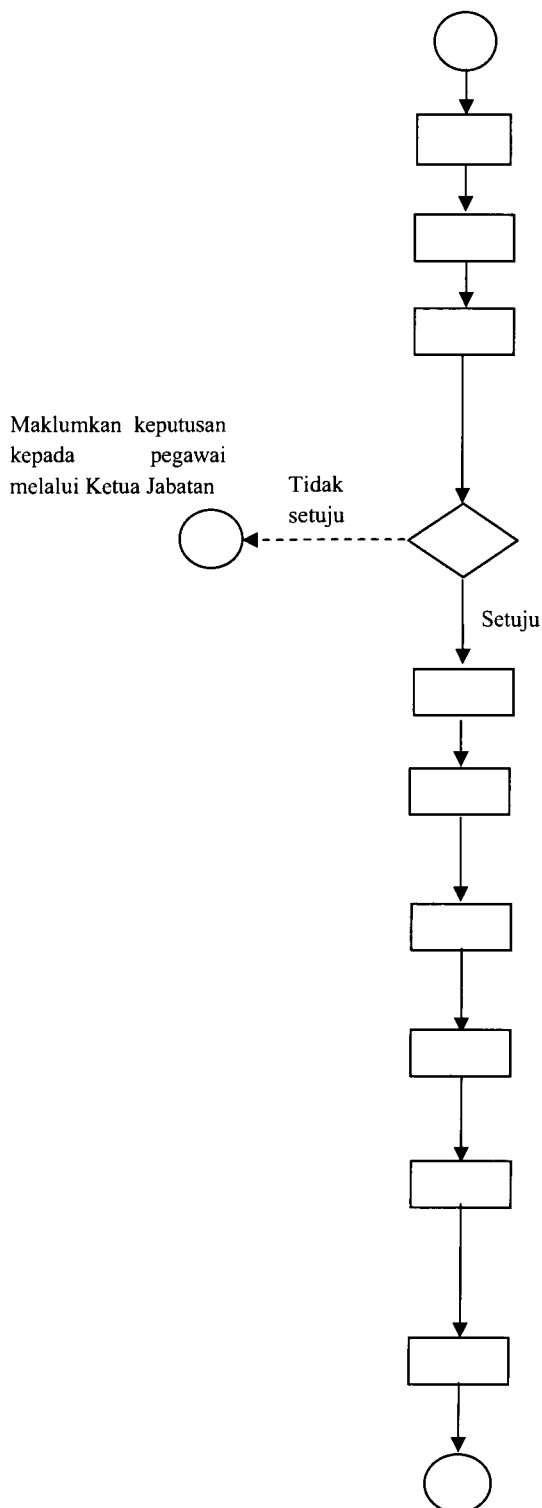 Maklumkan keputusan
kepada pegawai
melalui Ketua Jabatan
Tidak
setuju
Setuju